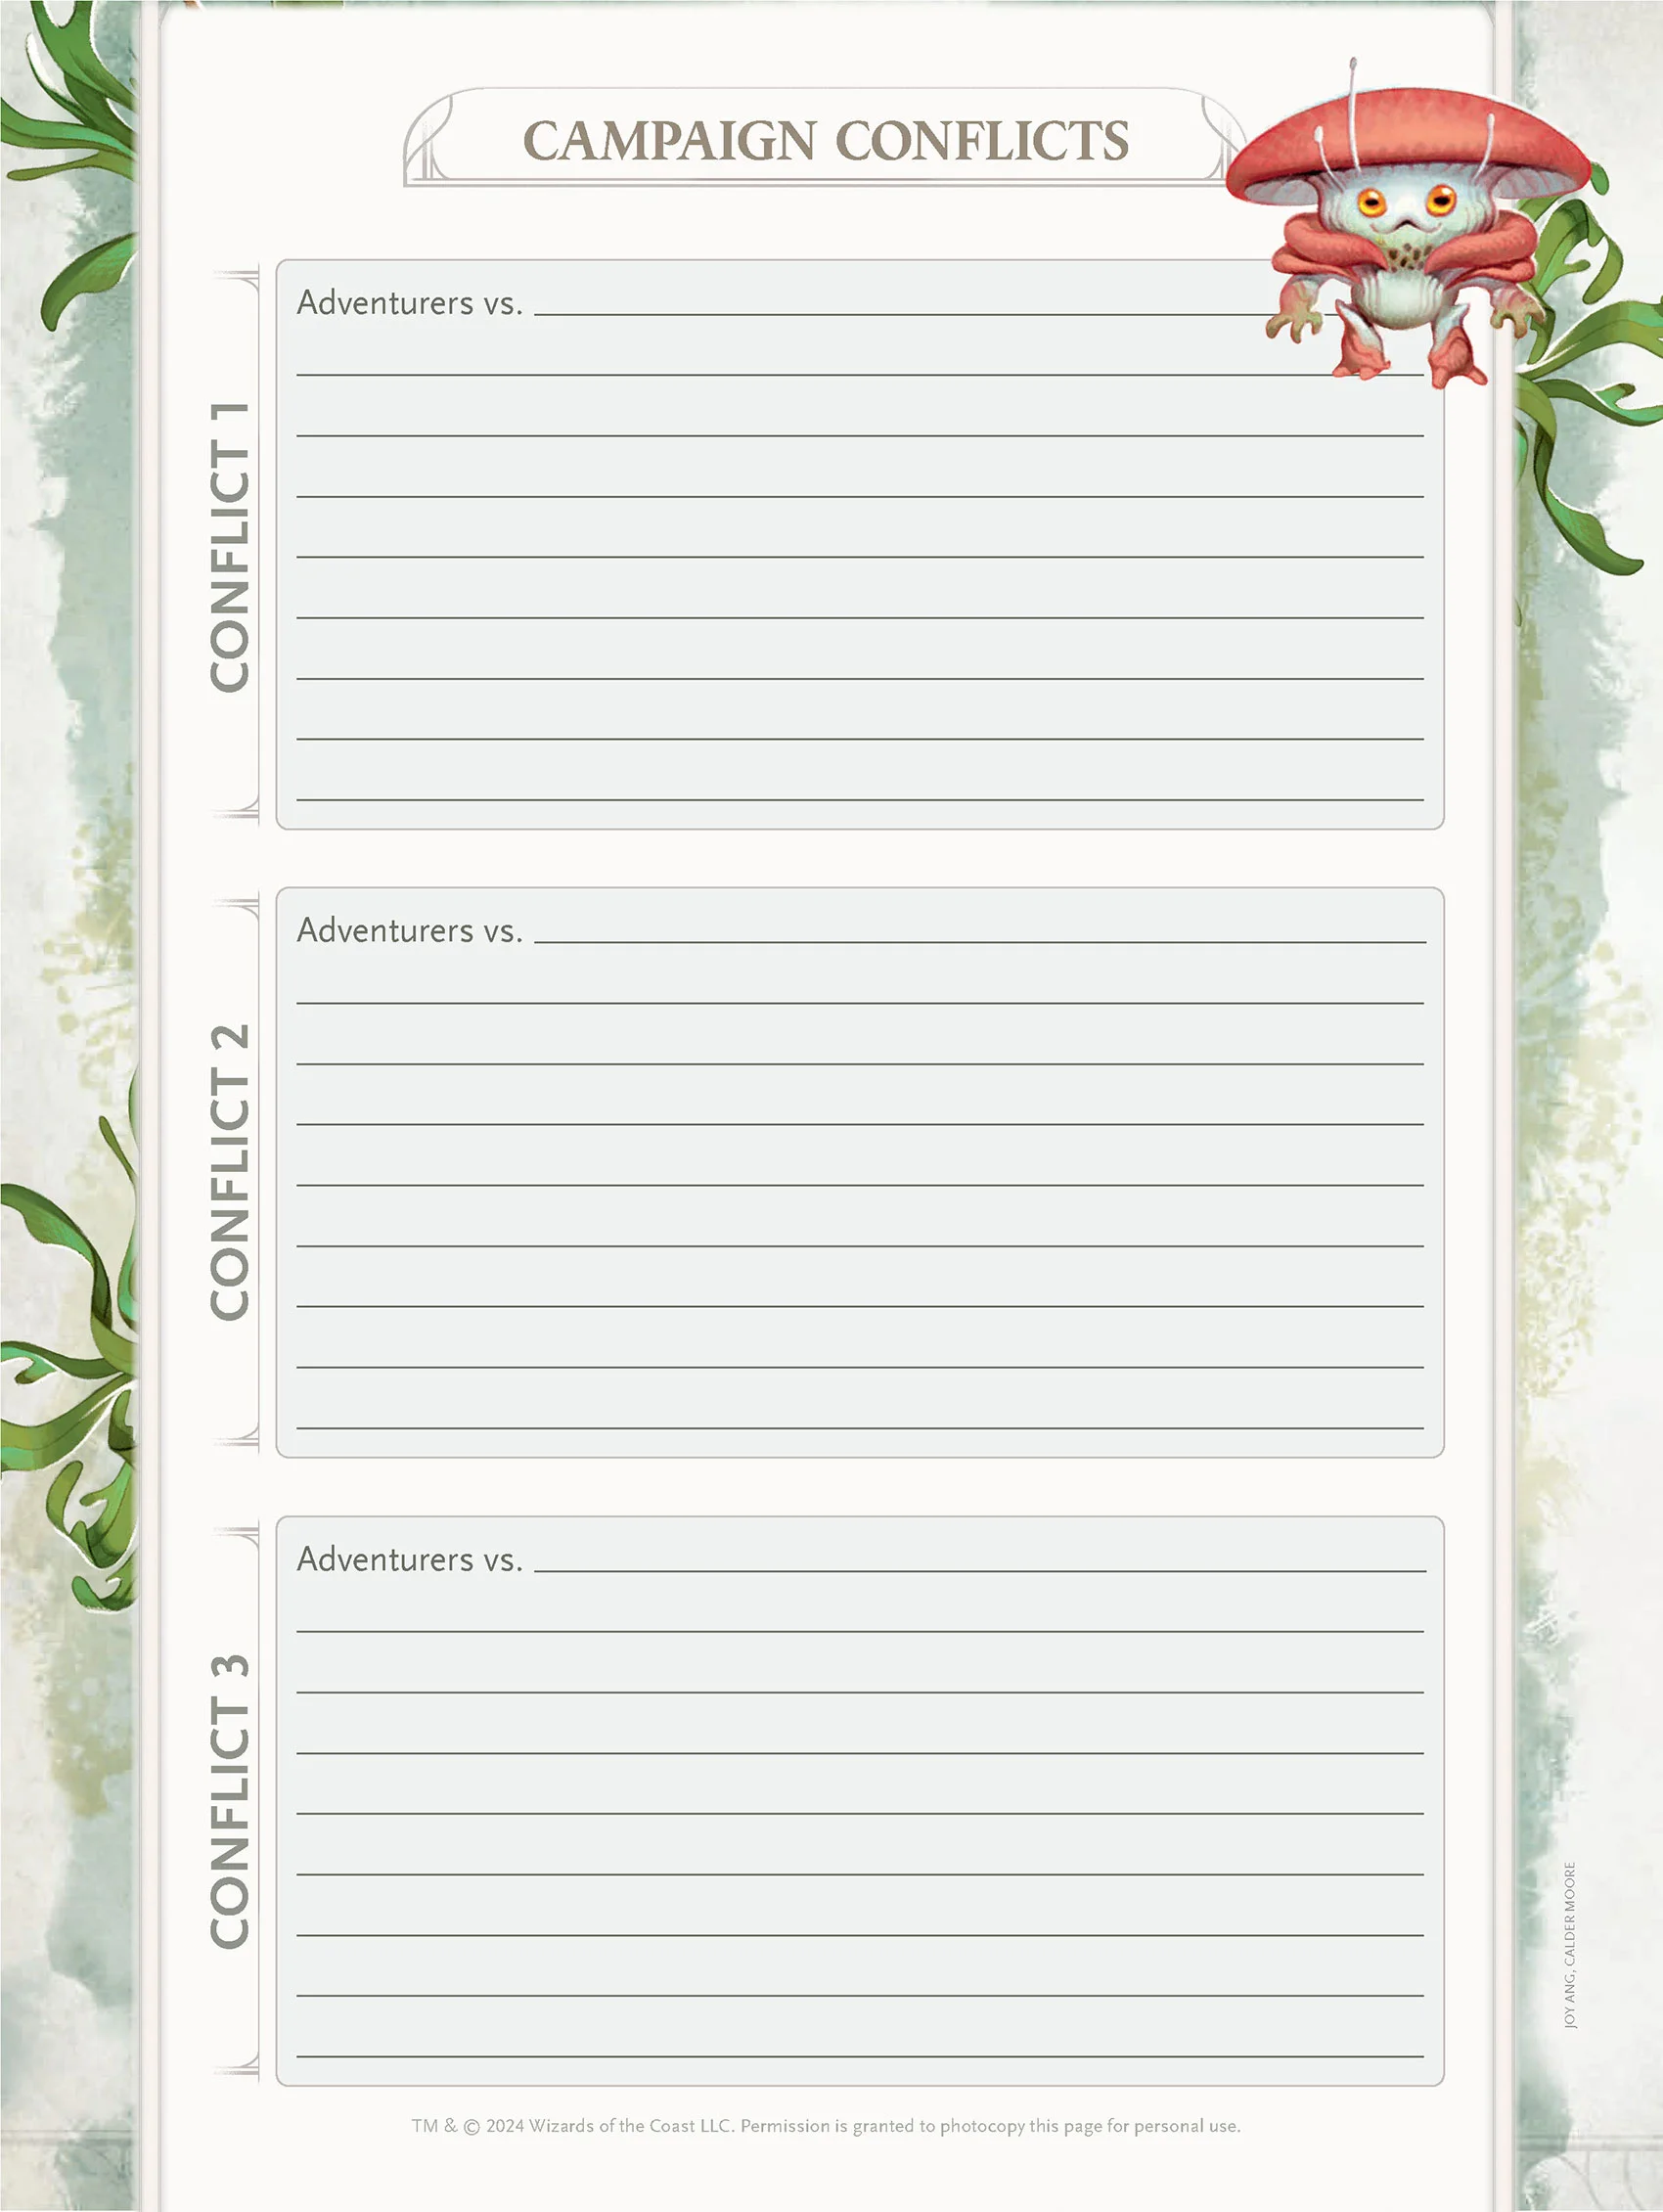 CAMPAIGN CONFLICTS
CONFLICT 1
Adventurers vs.
CONFLICT 2
Adventurers vs.
CONFLICT 3
Adventurers vs.
JOY ANG, CALDER MOORE
TM & © 2024 Wizards of the Coast LLC. Permission is granted to photocopy this page for personal use.